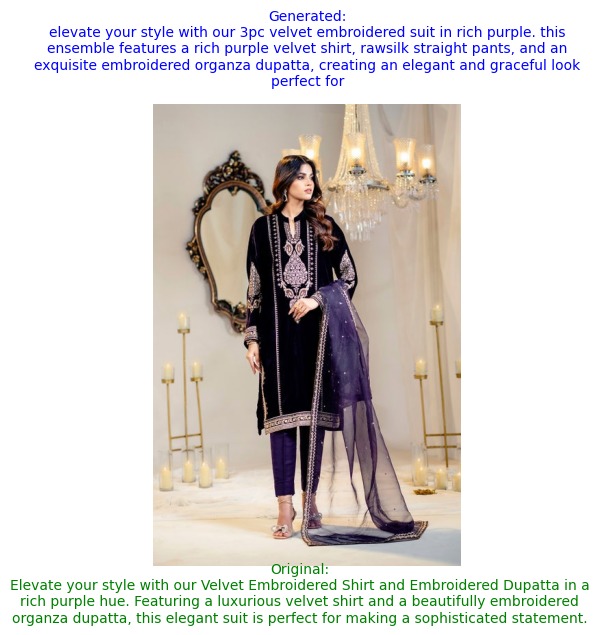 Generated:
elevate your style with our 3pc velvet embroidered suit in rich purple. this
ensemble features a rich purple velvet shirt, rawsilk straight pants, and an
exquisite embroidered organza dupatta, creating an elegant and graceful look
perfect for
Original:
Elevate your style with our Velvet Embroidered Shirt and Embroidered Dupatta in a
rich purple hue. Featuring a luxurious velvet shirt and a beautifully embroidered
organza dupatta, this elegant suit is perfect for making a sophisticated statement.